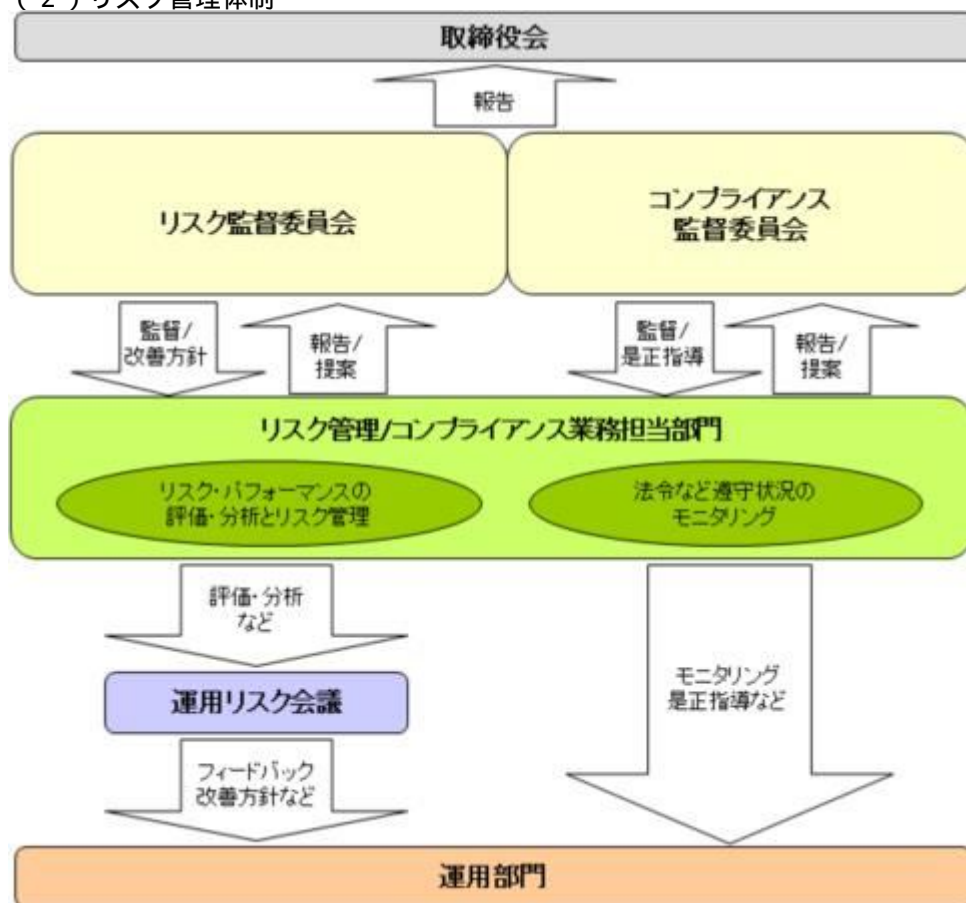 (2)リスク管理体制
取締役会
報告
リスク監督委員会
コンプライアンス
監督委員会
監督/
改善方針
報告/
提案
監督/
是正指導
報告/
提案
リスク管理/コンプライアンス業務担当部門
リスク・パフォーマンスの
評価・分析とリスク管理
法令など遵守状況の
モニタリング
評価・分析
など
運用リスク会議
モニタリング
是正指導など
フィードバック
改善方針など
運用部門